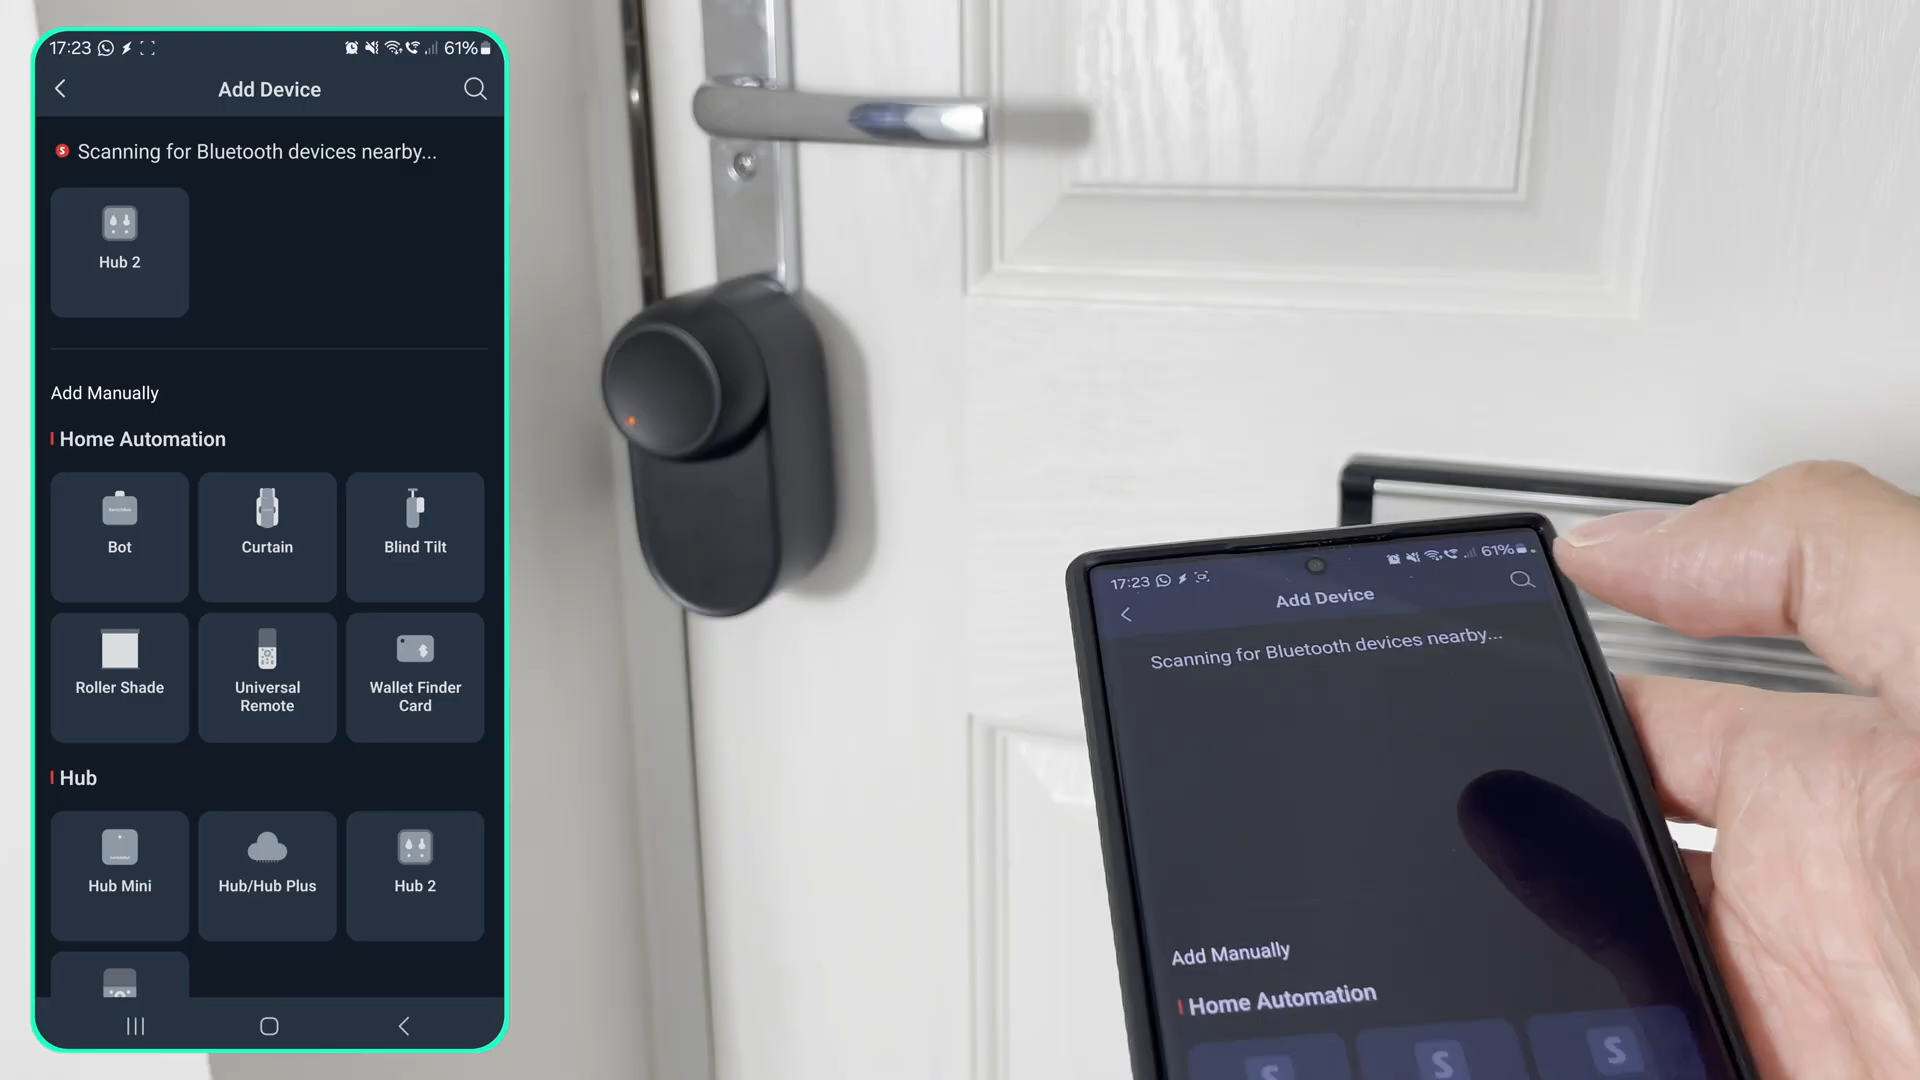 17:23 61%
Add Device
Scanning for Bluetooth devices nearby...
Hub 2
Add Manually
Home Automation
Bot Curtain Blind Tilt
Roller Shade Universal Remote Wallet Finder Card
Hub
Hub Mini Hub/Hub Plus Hub 2
17:23 61%
Add Device
Scanning for Bluetooth devices nearby...
Add Manually
Home Automation
S S S